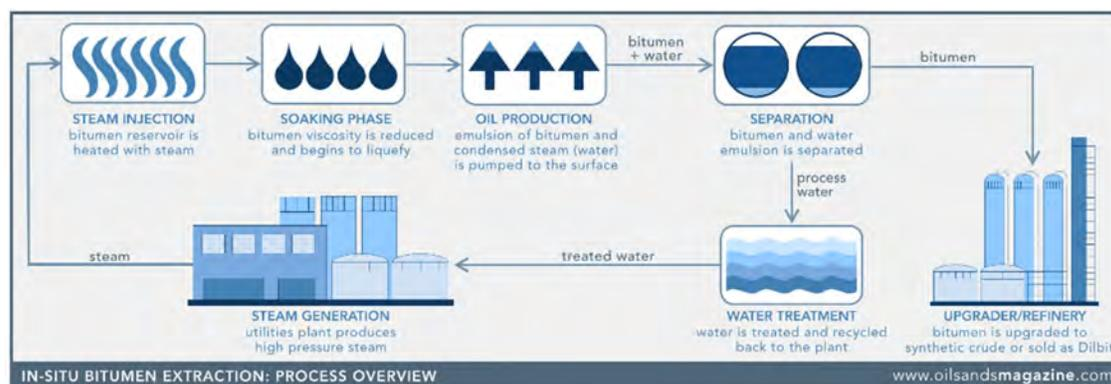 STEAM INJECTION
bitumen reservoir is
heated with steam
SOAKING PHASE
bitumen viscosity is reduced
and begins to liquefy
OIL PRODUCTION
emulsion of bitumen and
condensed steam (water)
is pumped to the surface
bitumen
+ water
SEPARATION
bitumen and water
emulsion is separated
bitumen
process
water
steam
STEAM GENERATION
utilities plant produces
high pressure steam
treated water
WATER TREATMENT
water is treated and recycled
back to the plant
UPGRADER/REFINERY
bitumen is upgraded to
synthetic crude or sold as Dilbit
IN-SITU BITUMEN EXTRACTION: PROCESS OVERVIEW
www.oilsandsmagazine.com